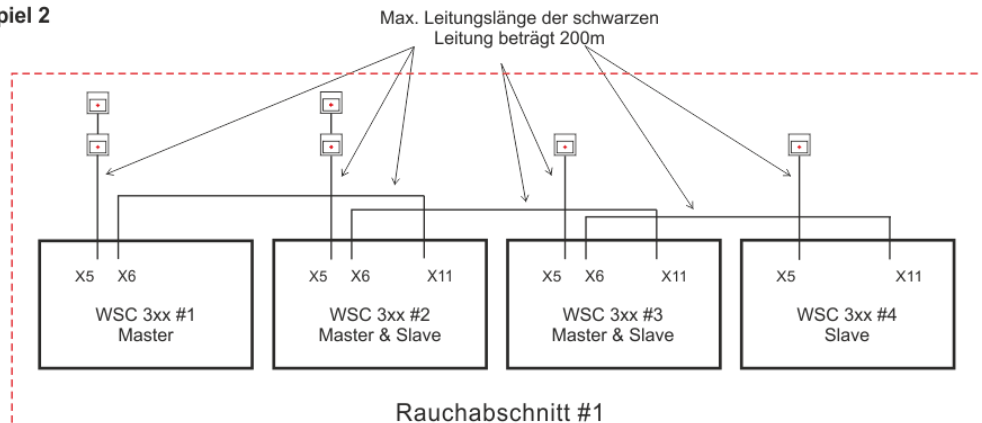 piel 2
Max. Leitungslänge der schwarzen
Leitung beträgt 200m
X5 X6
WSC 3xx #1
Master
X5 X6 X11
WSC 3xx #2
Master & Slave
X5 X6 X11
WSC 3xx #3
Master & Slave
X5 X11
WSC 3xx #4
Slave
Rauchabschnitt #1